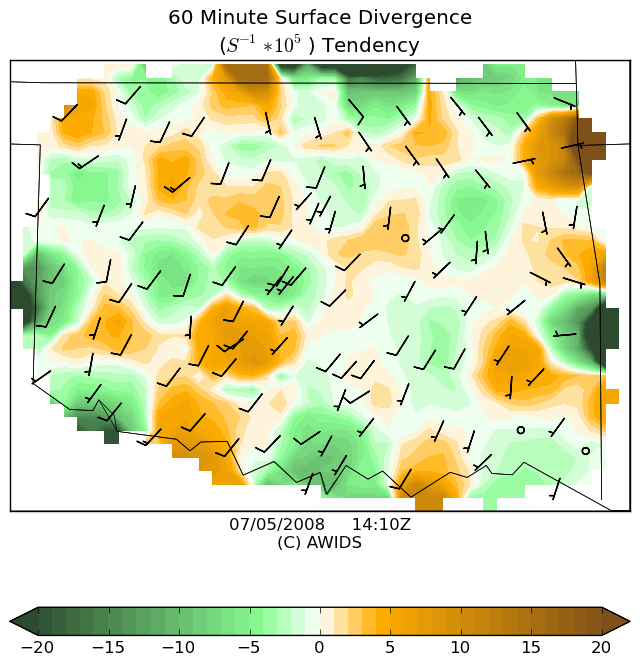 60 Minute Surface Divergence
(S⁻¹ ∗10⁵ ) Tendency
07/05/2008 14:10Z
(C) AWIDS
−20 −15 −10 −5 0 5 10 15 20